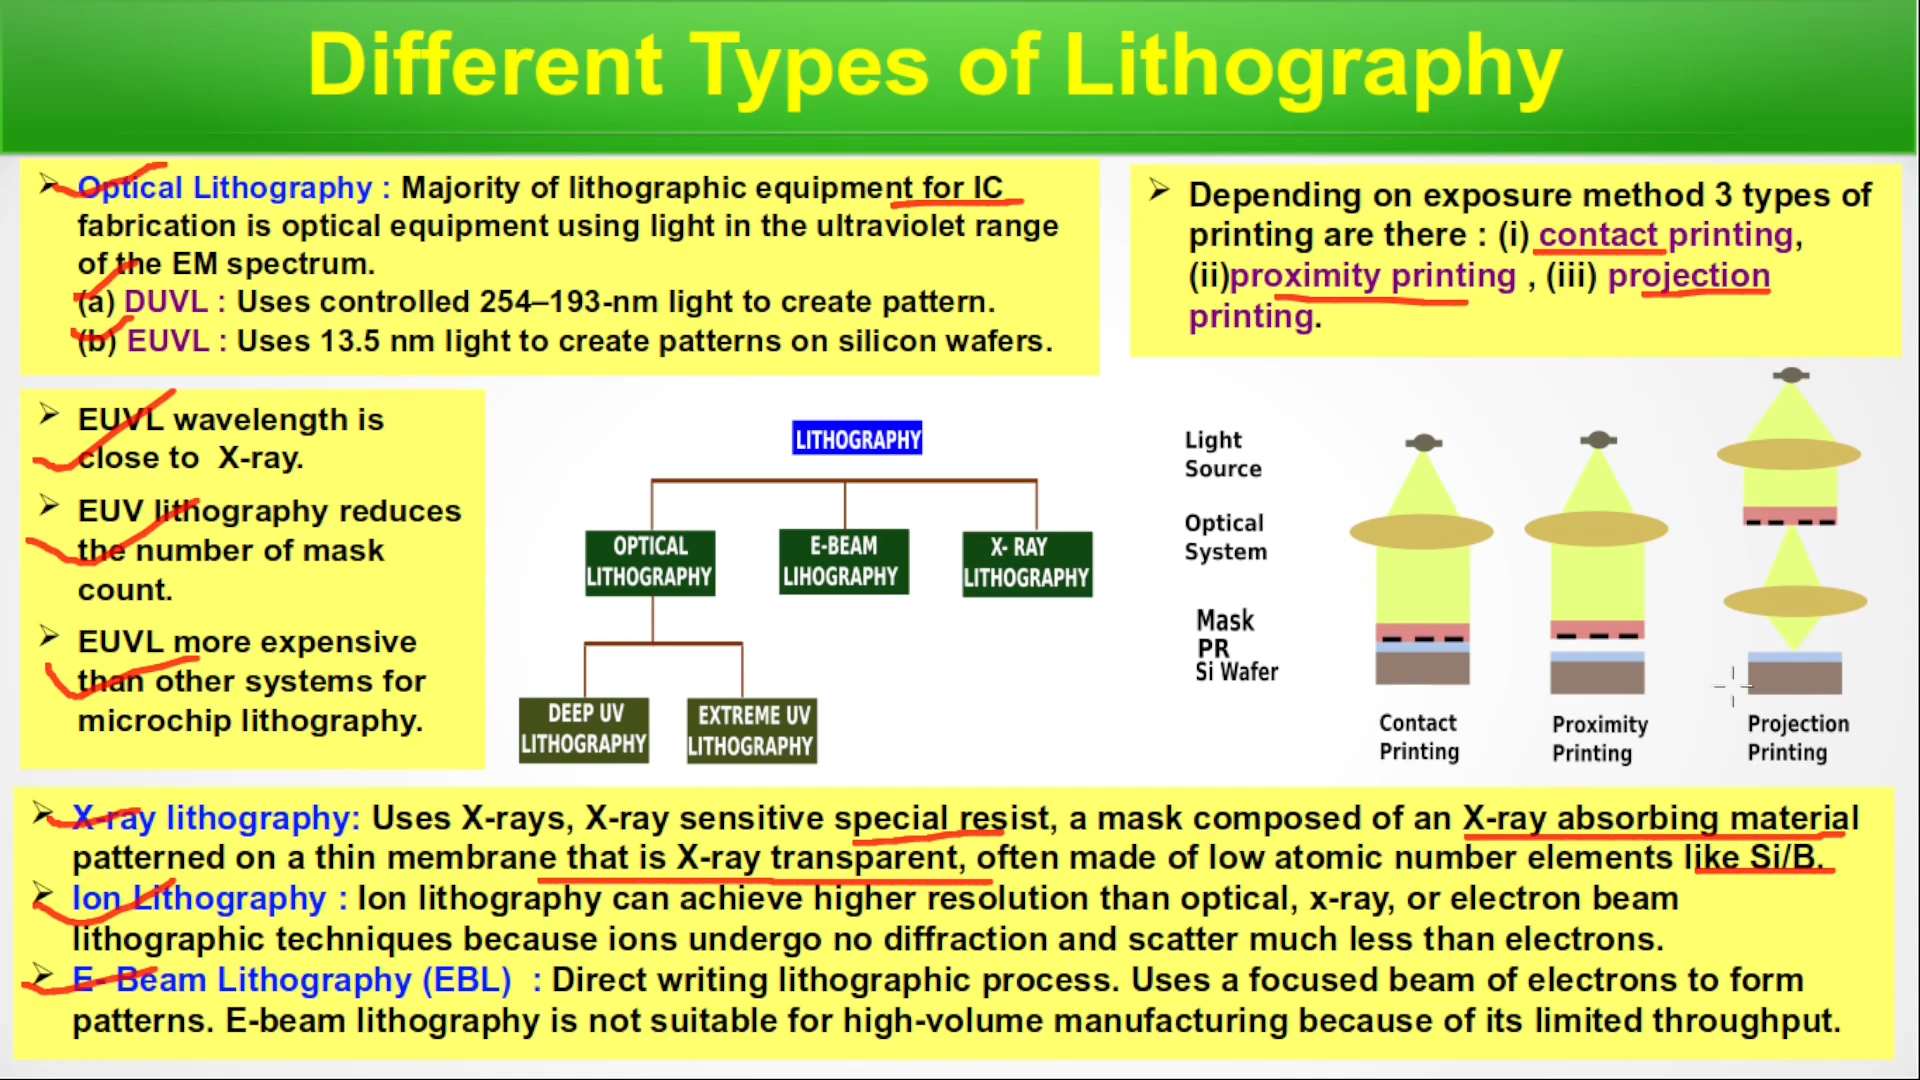 Different Types of Lithography
Optical Lithography : Majority of lithographic equipment for IC
fabrication is optical equipment using light in the ultraviolet range
of the EM spectrum.
(a) DUVL : Uses controlled 254–193-nm light to create pattern.
(b) EUVL : Uses 13.5 nm light to create patterns on silicon wafers.
Depending on exposure method 3 types of
printing are there : (i) contact printing,
(ii)proximity printing , (iii) projection
printing.
EUVL wavelength is
close to X-ray.
EUV lithography reduces
the number of mask
count.
EUVL more expensive
than other systems for
microchip lithography.
LITHOGRAPHY
OPTICAL
LITHOGRAPHY
E-BEAM
LIHOGRAPHY
X- RAY
LITHOGRAPHY
DEEP UV
LITHOGRAPHY
EXTREME UV
LITHOGRAPHY
Light
Source
Optical
System
Mask
PR
Si Wafer
Contact
Printing
Proximity
Printing
Projection
Printing
X-ray lithography: Uses X-rays, X-ray sensitive special resist, a mask composed of an X-ray absorbing material
patterned on a thin membrane that is X-ray transparent, often made of low atomic number elements like Si/B.
Ion Lithography : Ion lithography can achieve higher resolution than optical, x-ray, or electron beam
lithographic techniques because ions undergo no diffraction and scatter much less than electrons.
E- Beam Lithography (EBL) : Direct writing lithographic process. Uses a focused beam of electrons to form
patterns. E-beam lithography is not suitable for high-volume manufacturing because of its limited throughput.